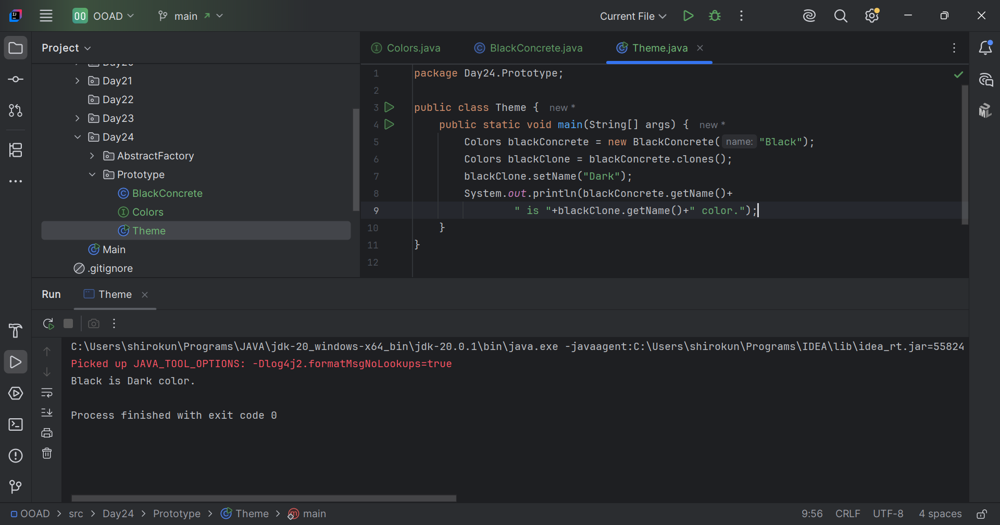 OO OOAD main Current File
Project
Colors.java BlackConcrete.java Theme.java
Day21
Day22
Day23
Day24
AbstractFactory
Prototype
BlackConcrete
Colors
Theme
Main
.gitignore
1 package Day24.Prototype;
2
3 public class Theme { new *
4 public static void main(String[] args) { new *
5 Colors blackConcrete = new BlackConcrete( name: "Black");
6 Colors blackClone = blackConcrete.clones();
7 blackClone.setName("Dark");
8 System.out.println(blackConcrete.getName()+
9 " is "+blackClone.getName()+" color.");
10 }
11 }
12
Run Theme
C:\Users\shirokun\Programs\JAVA\jdk-20_windows-x64_bin\jdk-20.0.1\bin\java.exe -javaagent:C:\Users\shirokun\Programs\IDEA\lib\idea_rt.jar=55824
Picked up JAVA_TOOL_OPTIONS: -Dlog4j2.formatMsgNoLookups=true
Black is Dark color.
Process finished with exit code 0
OOAD > src > Day24 > Prototype > Theme > main 9:56 CRLF UTF-8 4 spaces